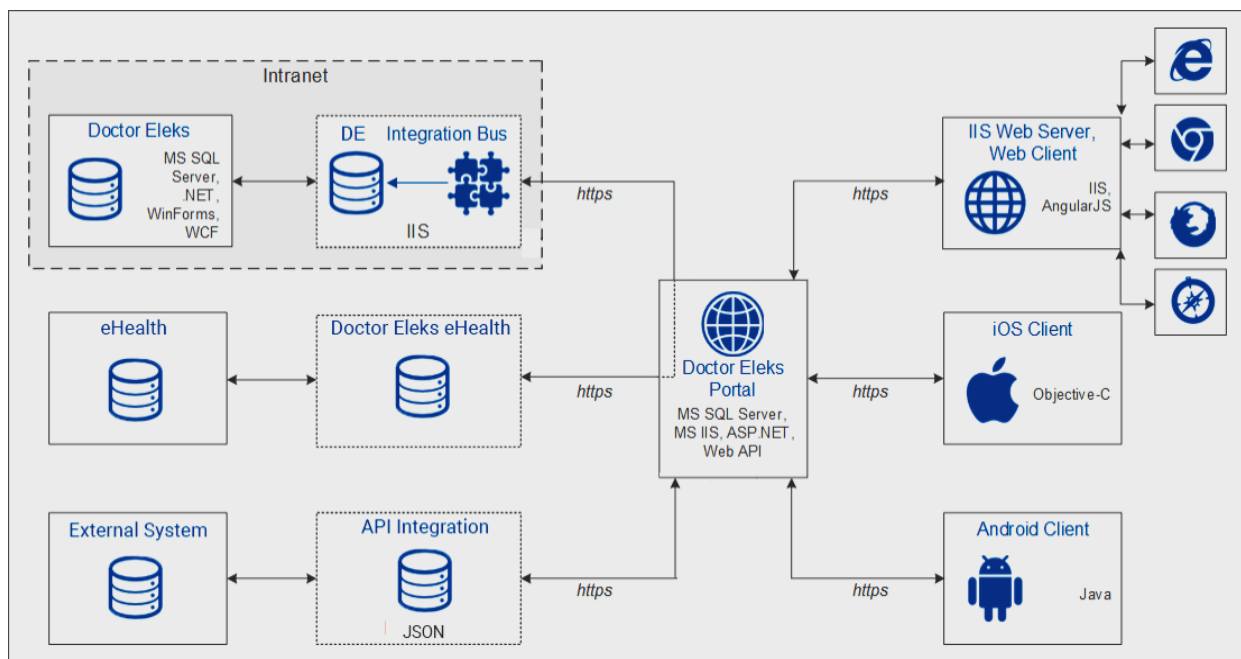 Intranet
Doctor Eleks
MS SQL
Server,
.NET,
WinForms,
WCF
DE
Integration Bus
IIS
https
https
IIS Web Server,
Web Client
IIS,
AngularJS
eHealth
Doctor Eleks eHealth
https
Doctor Eleks
Portal
MS SQL Server,
MS IIS, ASP.NET,
Web API
https
iOS Client
Objective-C
External System
API Integration
JSON
https
https
Android Client
Java